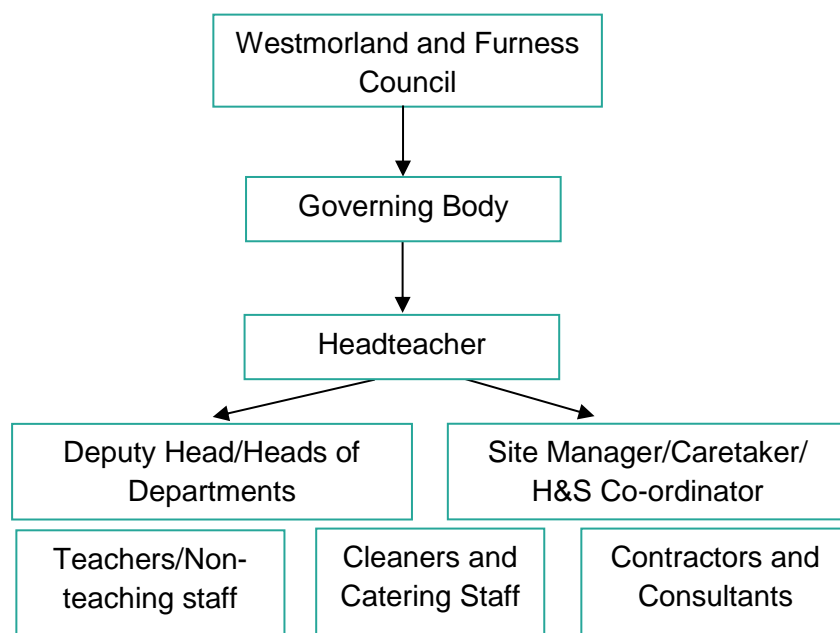 Westmorland and Furness
Council
Governing Body
Headteacher
Deputy Head/Heads of
Departments
Site Manager/Caretaker/
H&S Co-ordinator
Teachers/Non-
teaching staff
Cleaners and
Catering Staff
Contractors and
Consultants